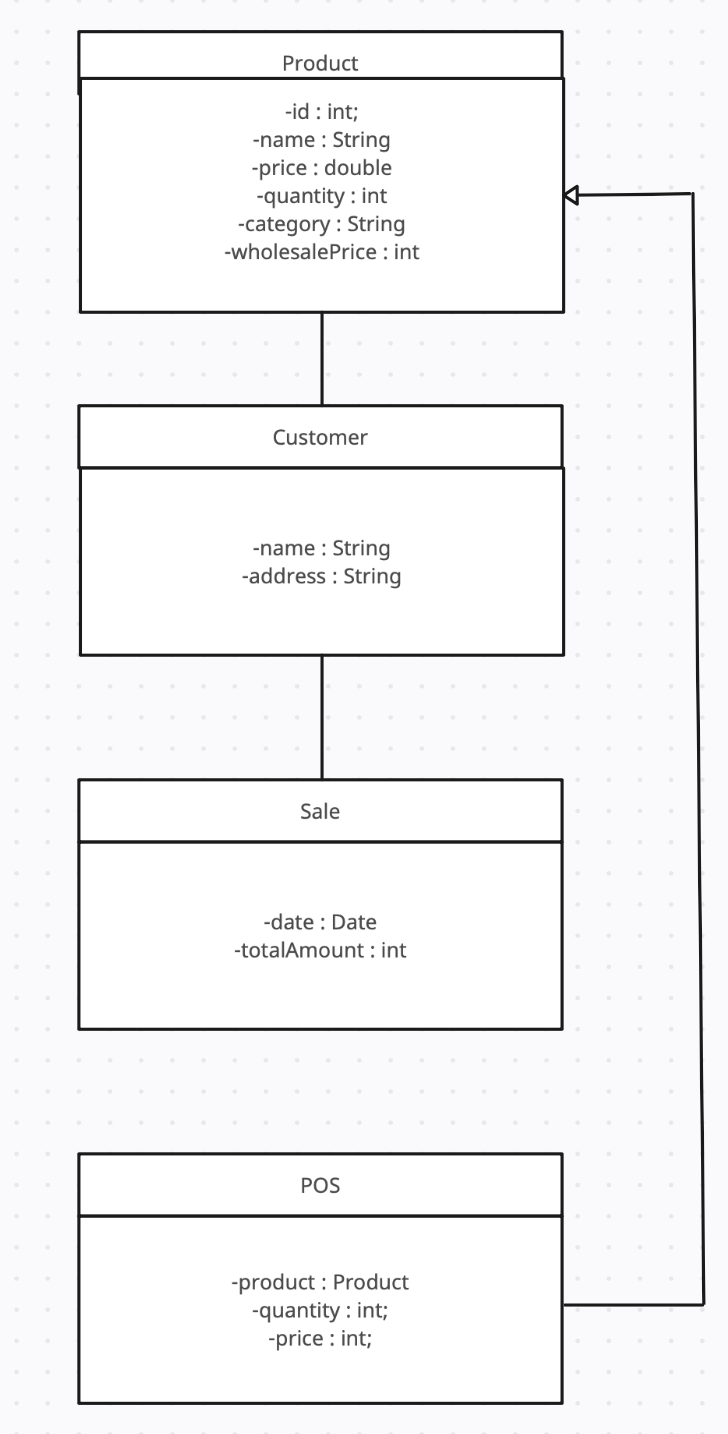 Product
-id : int;
-name : String
-price : double
-quantity : int
-category : String
-wholesalePrice : int
Customer
-name : String
-address : String
Sale
-date : Date
-totalAmount : int
POS
-product : Product
-quantity : int;
-price : int;